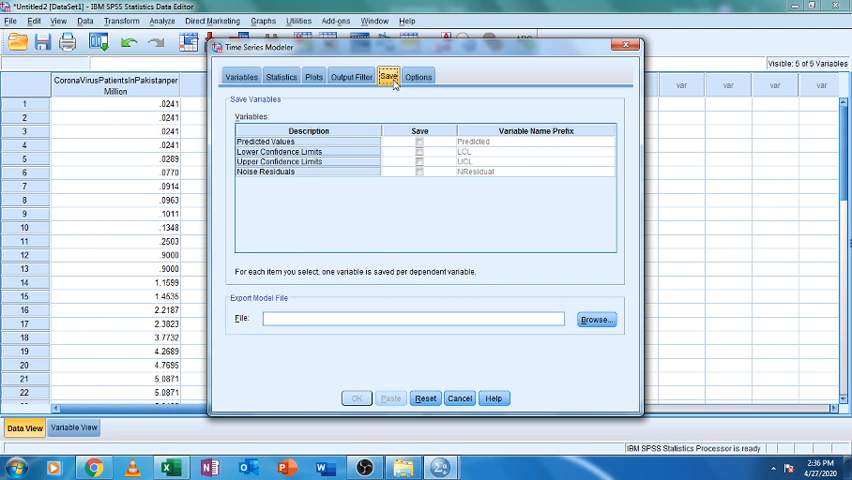 *Untitled2 [DataSet1] - IBM SPSS Statistics Data Editor
File Edit View Data Transform Analyze Direct Marketing Graphs Utilities Add-ons Window Help
Time Series Modeler
Visible: 5 of 5 Variables
Variables Statistics Plots Output Filter Save Options
CoronaVirusPatientsInPakistanper
Million
var var var var
Save Variables
Variables:
Description Save Variable Name Prefix
Predicted Values Predicted
Lower Confidence Limits LCL
Upper Confidence Limits UCL
Noise Residuals NResidual
For each item you select, one variable is saved per dependent variable.
Export Model File
File: Browse...
OK Paste Reset Cancel Help
1 .0241
2 .0241
3 .0241
4 .0241
5 .0289
6 .0770
7 .0914
8 .0963
9 .1011
10 .1348
11 .2503
12 .9000
13 .9000
14 1.1599
15 1.4535
16 2.2187
17 2.3823
18 3.7732
19 4.2689
20 4.7695
21 5.0871
22 5.0871
Data View Variable View
IBM SPSS Statistics Processor is ready
2:36 PM
4/27/2020